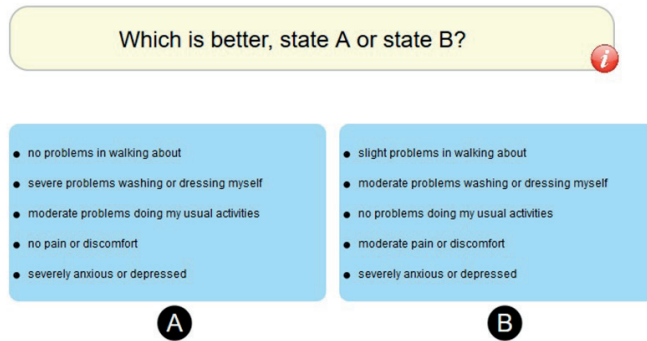 Which is better, state A or state B?
i
no problems in walking about
severe problems washing or dressing myself
moderate problems doing my usual activities
no pain or discomfort
severely anxious or depressed
A
slight problems in walking about
moderate problems washing or dressing myself
no problems doing my usual activities
moderate pain or discomfort
severely anxious or depressed
B